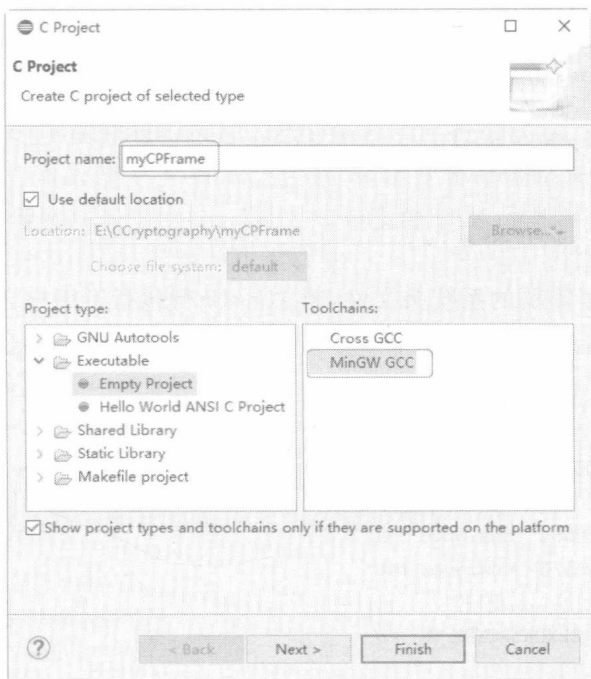 C Project
C Project
Create C project of selected type
Project name: myCPFrame
Use default location
Location: E:\CCryptography\myCPFrame Browse...
Choose file system: default
Project type: Toolchains:
GNU Autotools
Executable
Empty Project
Hello World ANSI C Project
Shared Library
Static Library
Makefile project
Cross GCC
MinGW GCC
Show project types and toolchains only if they are supported on the platform
? < Back Next > Finish Cancel